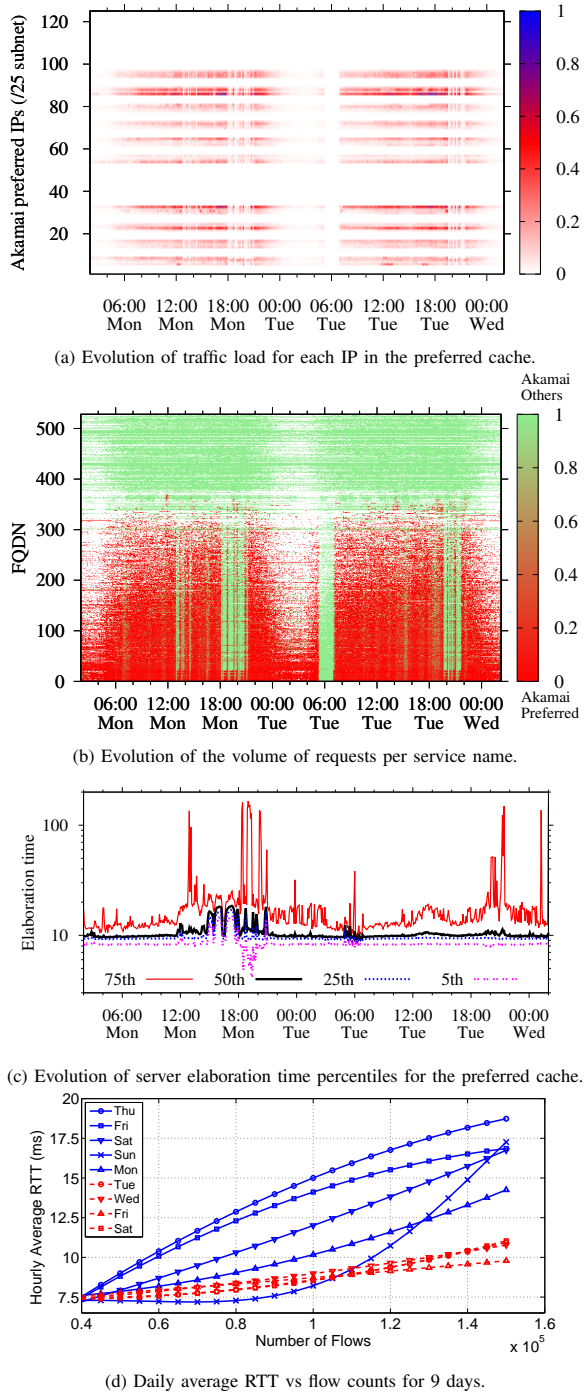 Akamai preferred IPs (/25 subnet)
120
100
80
60
40
20
1
0.8
0.6
0.4
0.2
0
06:00 12:00 18:00 00:00 06:00 12:00 18:00 00:00
Mon Mon Mon Tue Tue Tue Tue Wed
(a) Evolution of traffic load for each IP in the preferred cache.
Akamai
Others
FQDN
500
400
300
200
100
0
1
0.8
0.6
0.4
0.2
0
Akamai
Preferred
06:00 12:00 18:00 00:00 06:00 12:00 18:00 00:00
Mon Mon Mon Tue Tue Tue Tue Wed
(b) Evolution of the volume of requests per service name.
Elaboration time
100
10
75th 50th 25th 5th
06:00 12:00 18:00 00:00 06:00 12:00 18:00 00:00
Mon Mon Mon Tue Tue Tue Tue Wed
(c) Evolution of server elaboration time percentiles for the preferred cache.
Hourly Average RTT (ms)
20
17.5
15
12.5
10
7.5
Thu
Fri
Sat
Sun
Mon
Tue
Wed
Fri
Sat
0.4 0.6 0.8 1 1.2 1.4 1.6
Number of Flows
x 10^5
(d) Daily average RTT vs flow counts for 9 days.